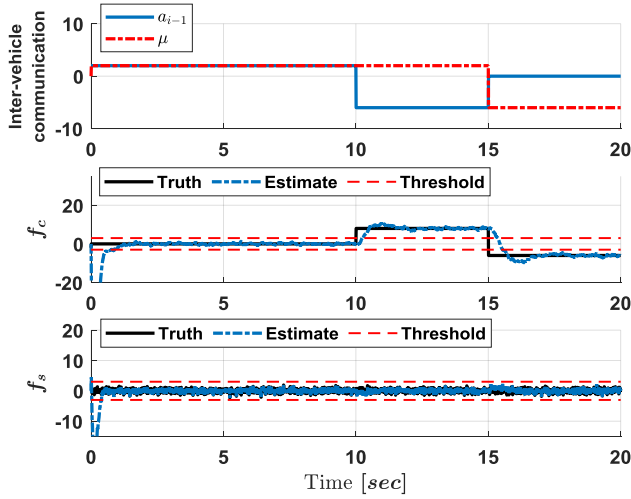 Inter-vehicle
communication
10
0
-10
a_{i-1}
μ
0 5 10 15 20
f_c
20
0
-20
Truth Estimate Threshold
0 5 10 15 20
f_s
20
10
0
-10
Truth Estimate Threshold
0 5 10 15 20
Time [sec]